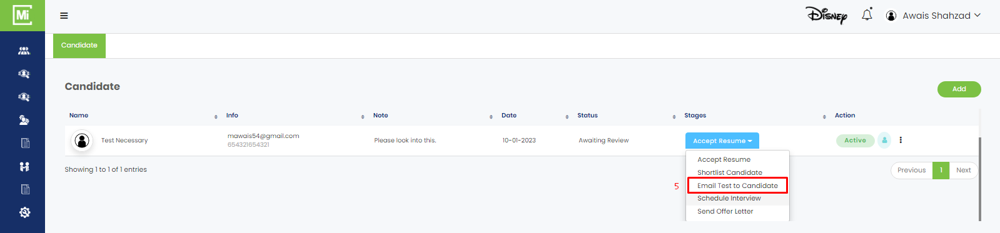 Mi
Disney
Awais Shahzad
Candidate
Candidate
Add
Name Info Note Date Status Stages Action
Test Necessary mawais54@gmail.com Please look into this. 10-01-2023 Awaiting Review Accept Resume Active
654321654321
Accept Resume
Showing 1 to 1 of 1 entries Previous 1 Next
Shortlist Candidate
5 Email Test to Candidate
Schedule Interview
Send Offer Letter